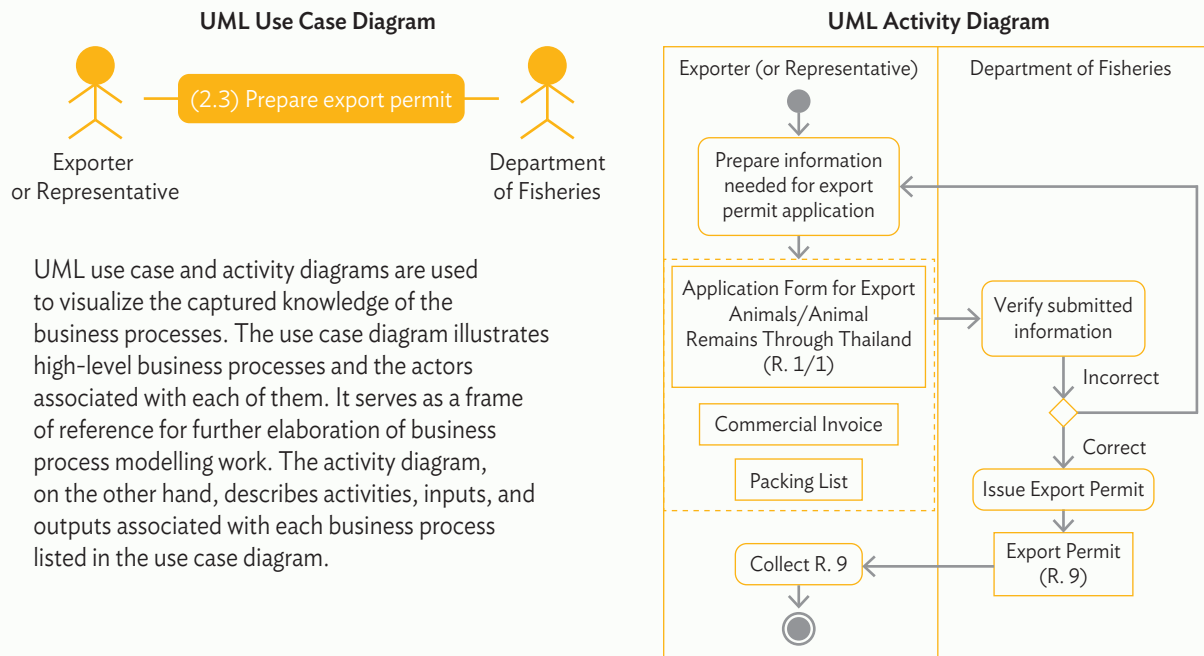 UML Use Case Diagram
(2.3) Prepare export permit
Exporter
or Representative
Department
of Fisheries
UML use case and activity diagrams are used
to visualize the captured knowledge of the
business processes. The use case diagram illustrates
high-level business processes and the actors
associated with each of them. It serves as a frame
of reference for further elaboration of business
process modelling work. The activity diagram,
on the other hand, describes activities, inputs, and
outputs associated with each business process
listed in the use case diagram.
UML Activity Diagram
Exporter (or Representative)
Department of Fisheries
Prepare information
needed for export
permit application
Application Form for Export
Animals/Animal
Remains Through Thailand
(R. 1/1)
Commercial Invoice
Packing List
Verify submitted
information
Incorrect
Correct
Issue Export Permit
Export Permit
(R. 9)
Collect R. 9